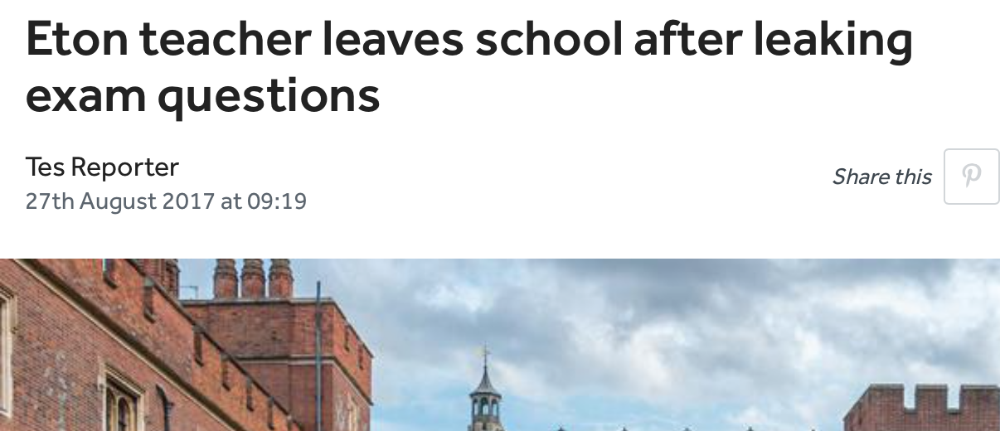 Eton teacher leaves school after leaking
exam questions
Tes Reporter
27th August 2017 at 09:19
Share this